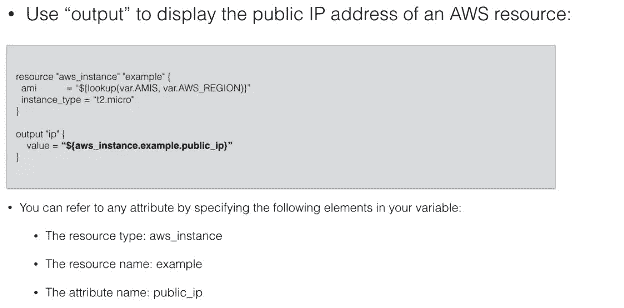 • Use “output” to display the public IP address of an AWS resource:
resource "aws_instance" "example" {
ami = "${lookup(var.AMIS, var.AWS_REGION)}"
instance_type = "t2.micro"
}
output "ip" {
value = "${aws_instance.example.public_ip}"
}
• You can refer to any attribute by specifying the following elements in your variable:
• The resource type: aws_instance
• The resource name: example
• The attribute name: public_ip